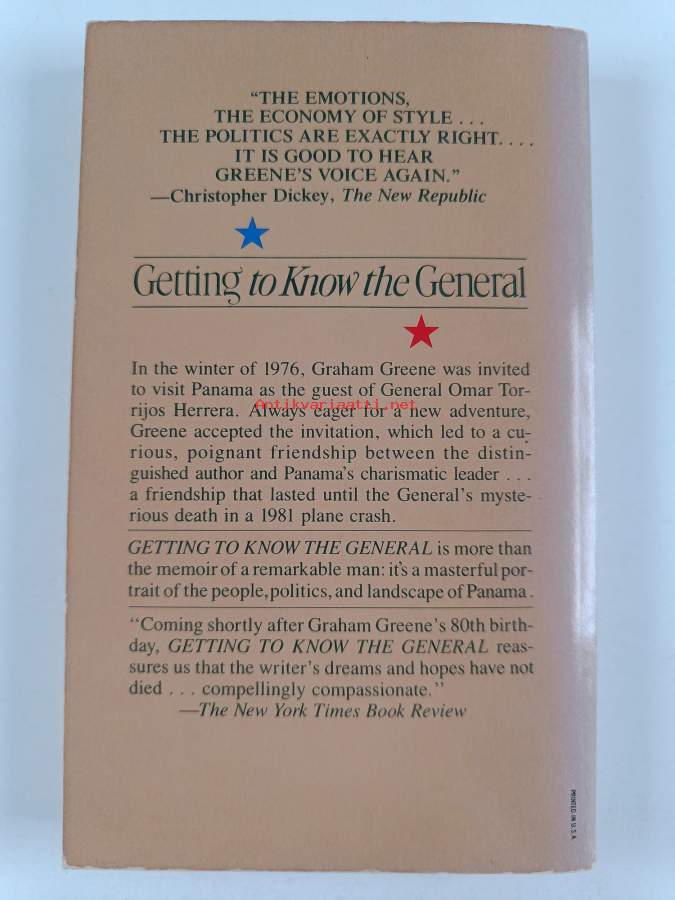 “THE EMOTIONS,
THE ECONOMY OF STYLE . . .
THE POLITICS ARE EXACTLY RIGHT. . . .
IT IS GOOD TO HEAR
GREENE’S VOICE AGAIN.”
—Christopher Dickey, The New Republic
Getting to Know the General
In the winter of 1976, Graham Greene was invited
to visit Panama as the guest of General Omar Tor-
rijos Herrera. Always eager for a new adventure,
Antikvariaatti.net
Greene accepted the invitation, which led to a cu-
rious, poignant friendship between the distin-
guished author and Panama’s charismatic leader . . .
a friendship that lasted until the General’s myste-
rious death in a 1981 plane crash.
GETTING TO KNOW THE GENERAL is more than
the memoir of a remarkable man: it’s a masterful por-
trait of the people, politics, and landscape of Panama.
“Coming shortly after Graham Greene’s 80th birth-
day, GETTING TO KNOW THE GENERAL reas-
sures us that the writer’s dreams and hopes have not
died . . . compellingly compassionate.”
—The New York Times Book Review
PRINTED IN U.S.A.